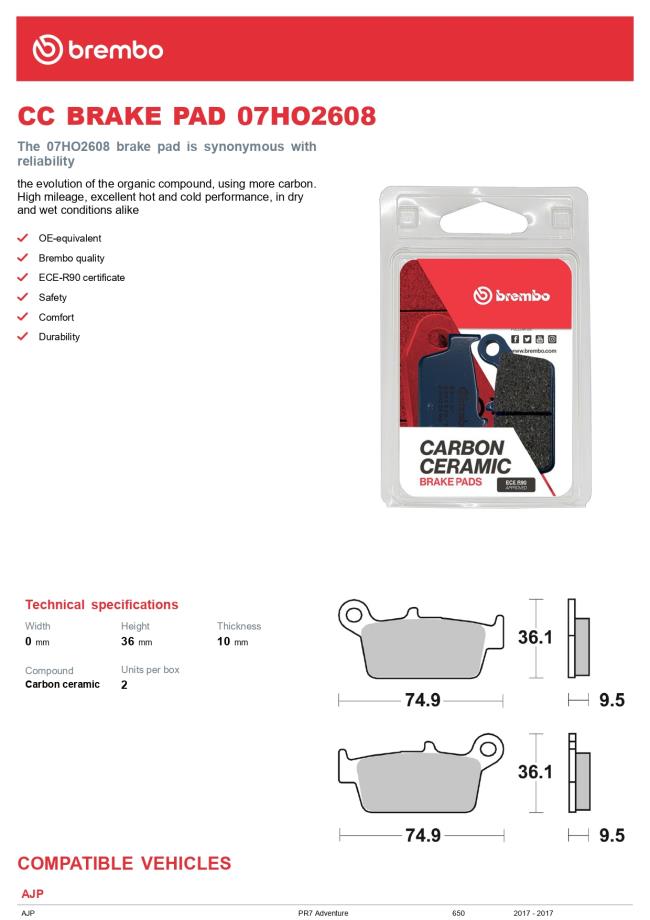 brembo
CC BRAKE PAD 07HO2608
The 07HO2608 brake pad is synonymous with
reliability
the evolution of the organic compound, using more carbon.
High mileage, excellent hot and cold performance, in dry
and wet conditions alike
OE-equivalent
Brembo quality
ECE-R90 certificate
Safety
Comfort
Durability
brembo
www.brembo.com
CARBON
CERAMIC
BRAKE PADS
ECE R90
APPROVED
Technical specifications
Width Height Thickness
0 mm 36 mm 10 mm
Compound Units per box
Carbon ceramic 2
36.1
74.9 9.5
36.1
74.9 9.5
COMPATIBLE VEHICLES
AJP
AJP PR7 Adventure 650 2017 - 2017